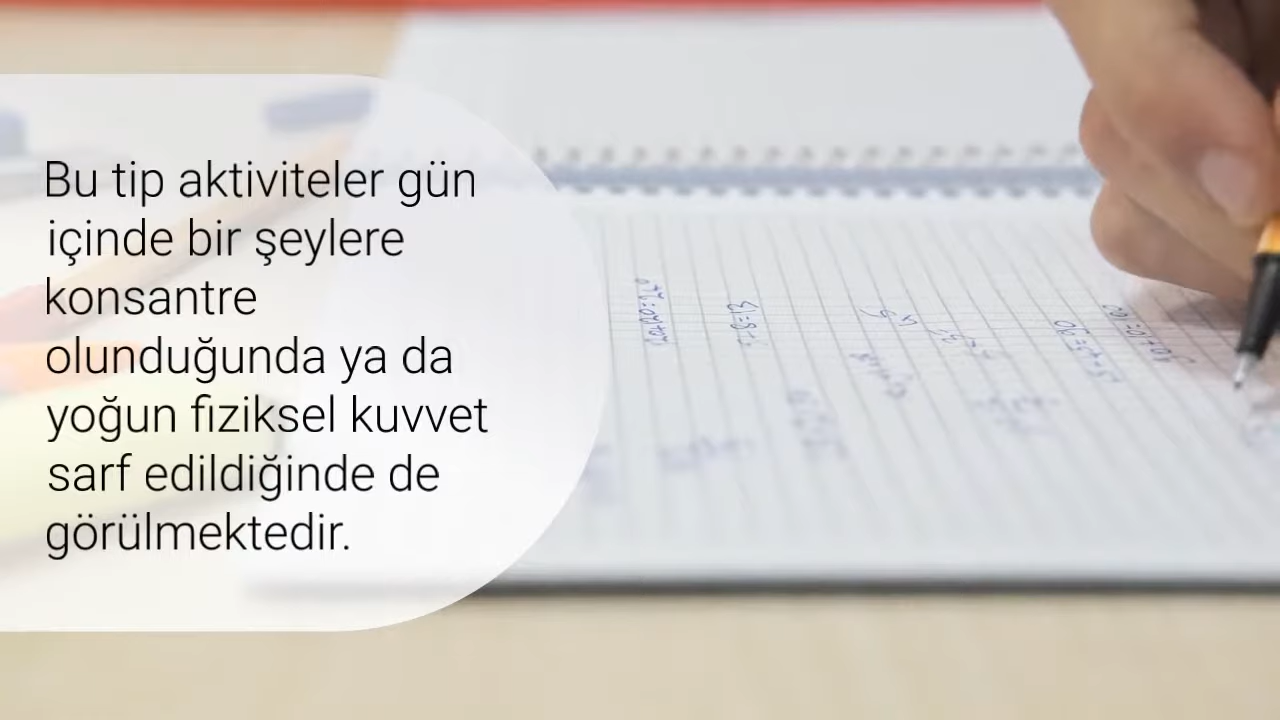 Bu tip aktiviteler gün
içinde bir şeylere
konsantre
olunduğunda ya da
yoğun fiziksel kuvvet
sarf edildiğinde de
görülmektedir.